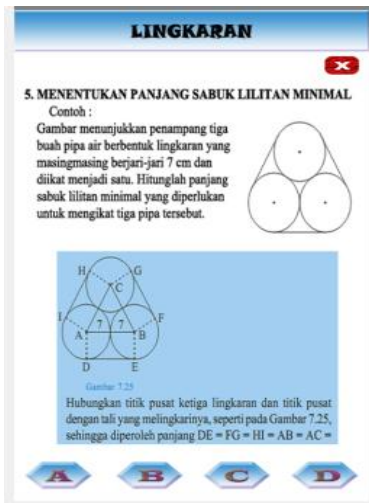 LINGKARAN
X
5. MENENTUKAN PANJANG SABUK LILITAN MINIMAL
Contoh :
Gambar menunjukkan penampang tiga
buah pipa air berbentuk lingkaran yang
masingmasing berjari-jari 7 cm dan
diikat menjadi satu. Hitunglah panjang
sabuk lilitan minimal yang diperlukan
untuk mengikat tiga pipa tersebut.
H G
C
I F
7 7
A B
D E
Gambar 7.25
Hubungkan titik pusat ketiga lingkaran dan titik pusat
dengan tali yang melingkarinya, seperti pada Gambar 7.25,
sehingga diperoleh panjang DE = FG = HI = AB = AC =
A B C D